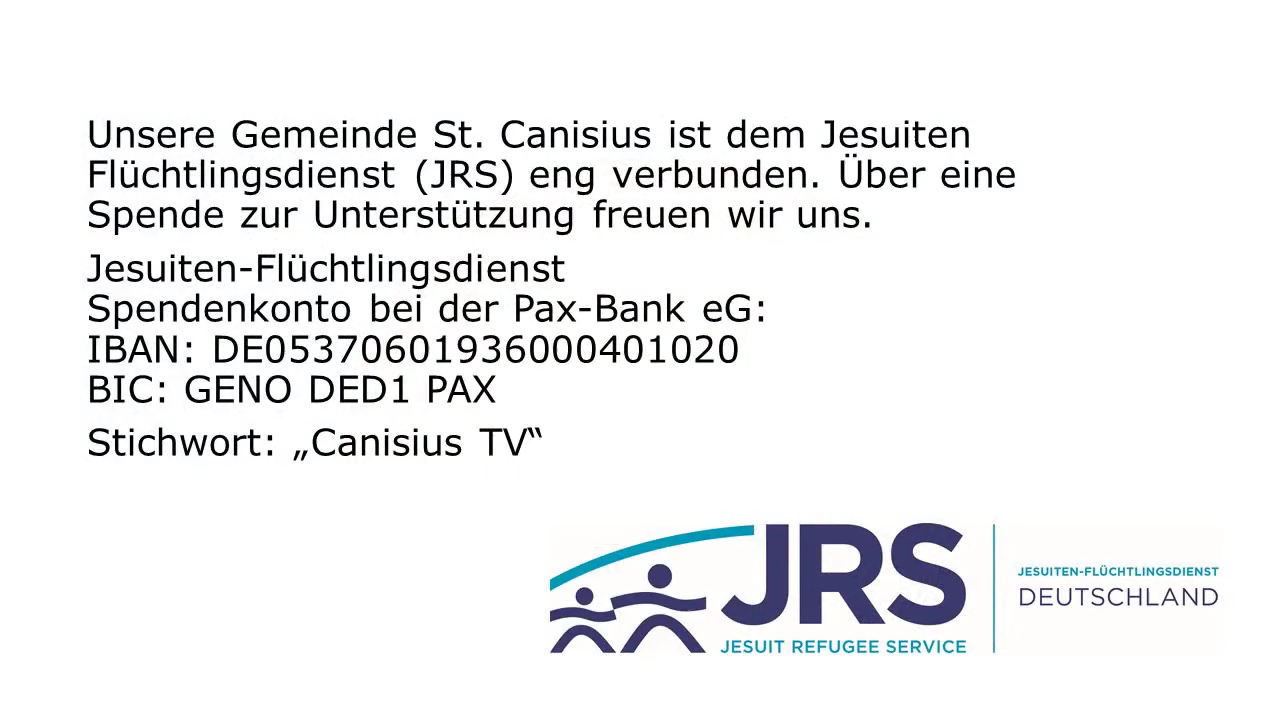 Unsere Gemeinde St. Canisius ist dem Jesuiten
Flüchtlingsdienst (JRS) eng verbunden. Über eine
Spende zur Unterstützung freuen wir uns.
Jesuiten-Flüchtlingsdienst
Spendenkonto bei der Pax-Bank eG:
IBAN: DE05370601936000401020
BIC: GENO DED1 PAX
Stichwort: „Canisius TV“
JRS
JESUIT REFUGEE SERVICE
JESUITEN-FLÜCHTLINGSDIENST
DEUTSCHLAND